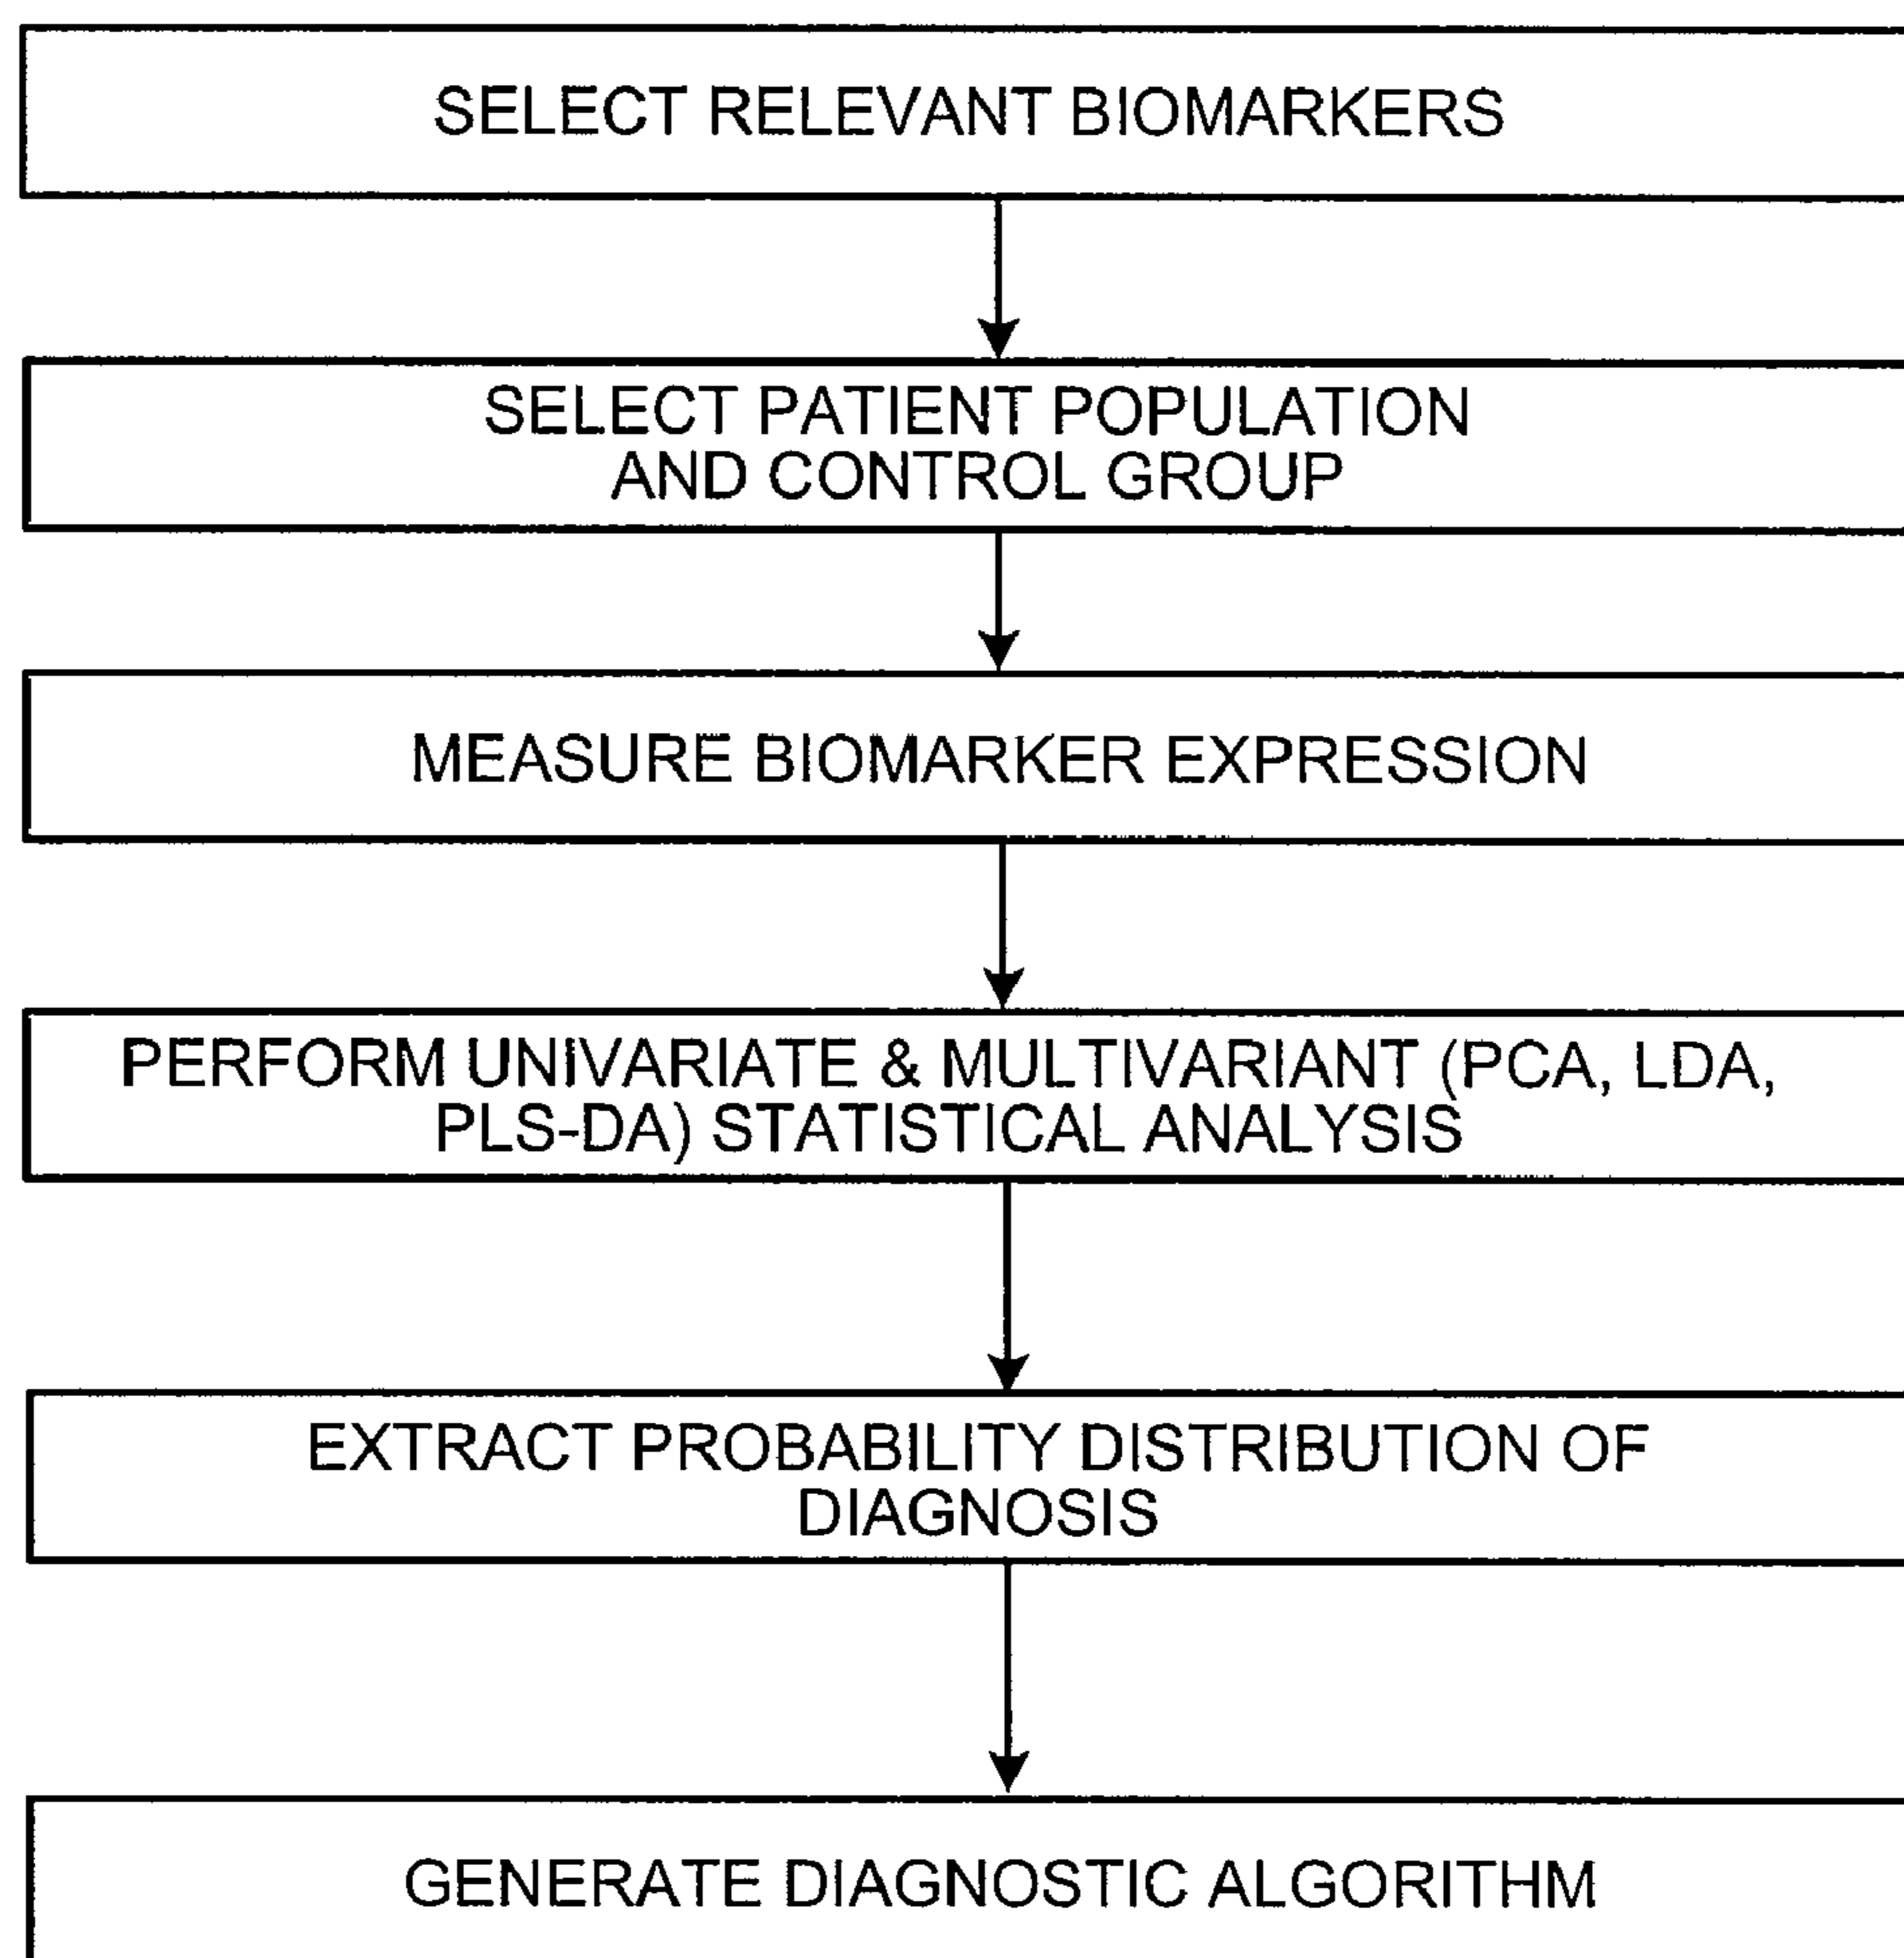 SELECT RELEVANT BIOMARKERS
SELECT PATIENT POPULATION
AND CONTROL GROUP
MEASURE BIOMARKER EXPRESSION
PERFORM UNIVARIATE & MULTIVARIANT (PCA, LDA,
PLS-DA) STATISTICAL ANALYSIS
EXTRACT PROBABILITY DISTRIBUTION OF
DIAGNOSIS
GENERATE DIAGNOSTIC ALGORITHM